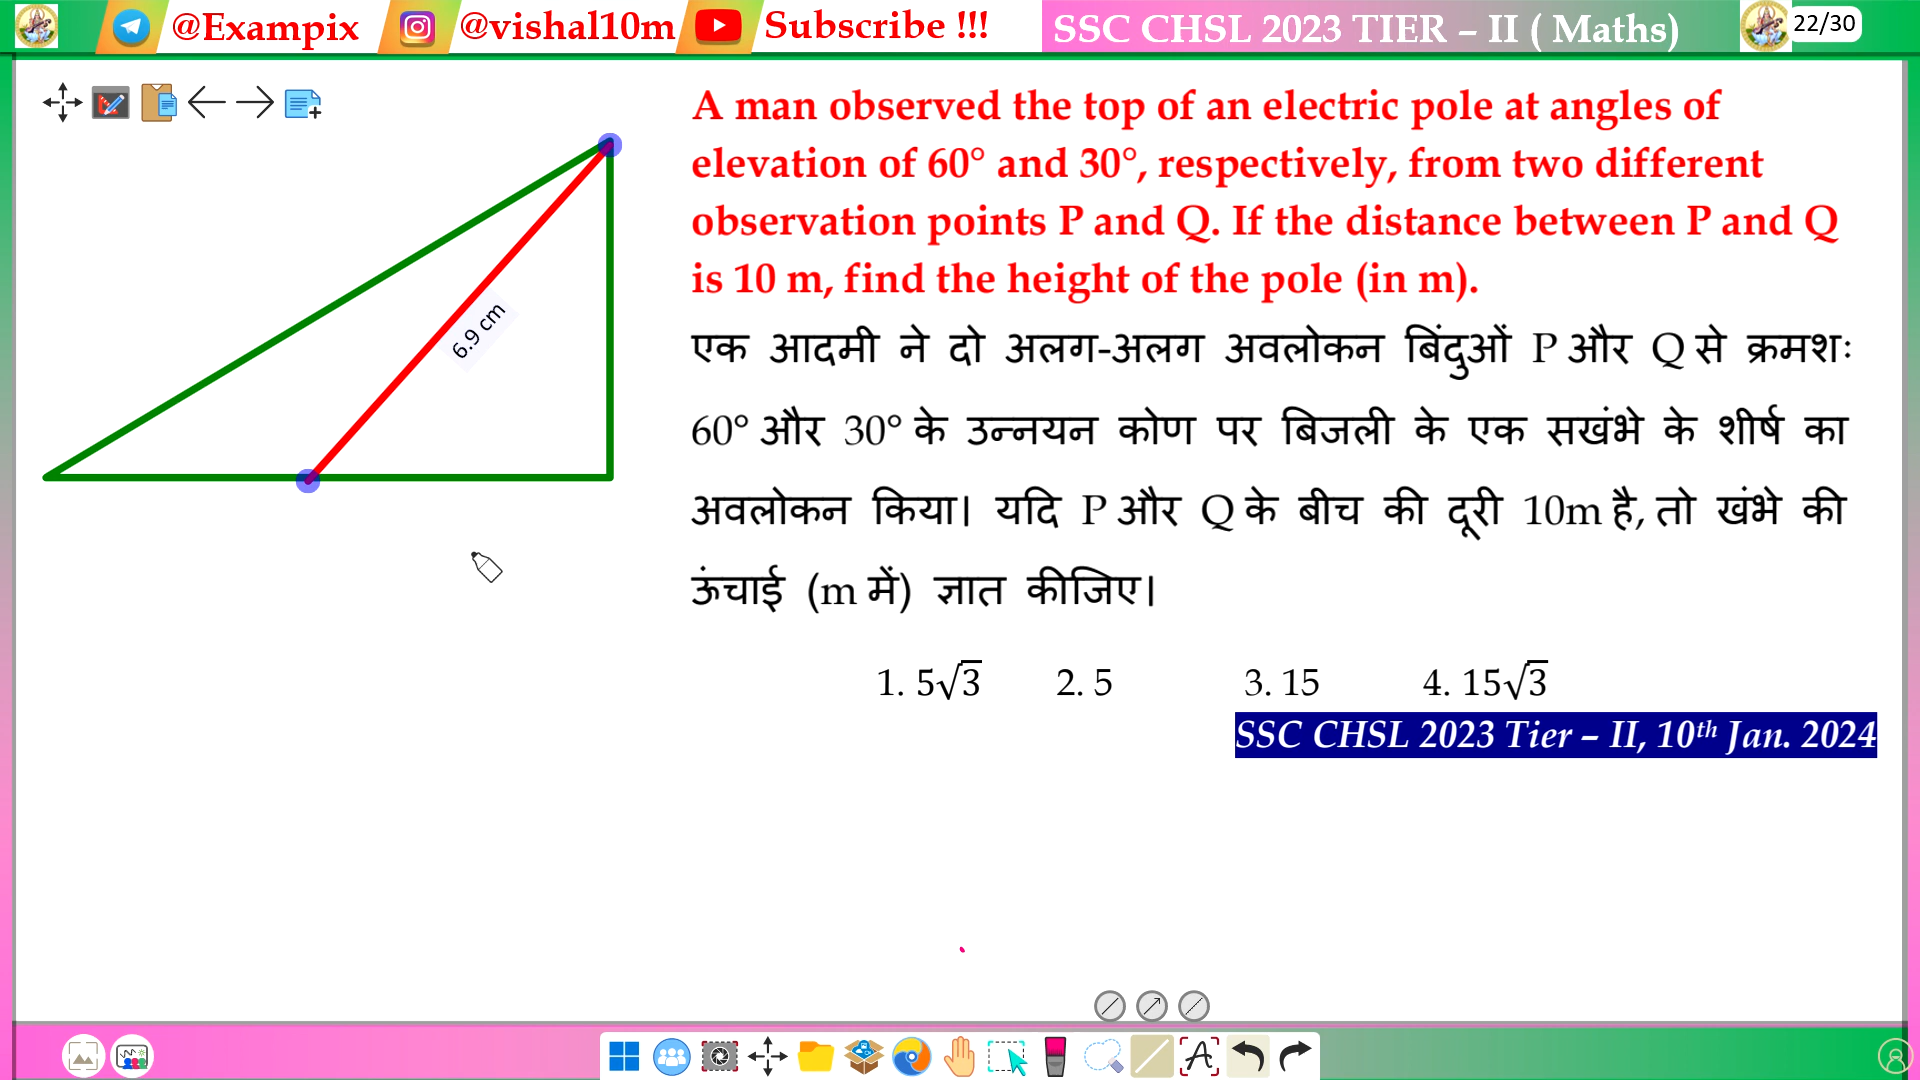 @Exampix @vishal10m Subscribe !!! SSC CHSL 2023 TIER – II ( Maths) 22/30
A man observed the top of an electric pole at angles of
elevation of 60° and 30°, respectively, from two different
observation points P and Q. If the distance between P and Q
is 10 m, find the height of the pole (in m).
6.9 cm
एक आदमी ने दो अलग-अलग अवलोकन बिंदुओं P और Q से क्रमशः
60° और 30° के उन्नयन कोण पर बिजली के एक सखंभे के शीर्ष का
अवलोकन किया। यदि P और Q के बीच की दूरी 10m है, तो खंभे की
ऊंचाई (m में) ज्ञात कीजिए।
1. 5√3 2. 5 3. 15 4. 15√3
SSC CHSL 2023 Tier – II, 10th Jan. 2024